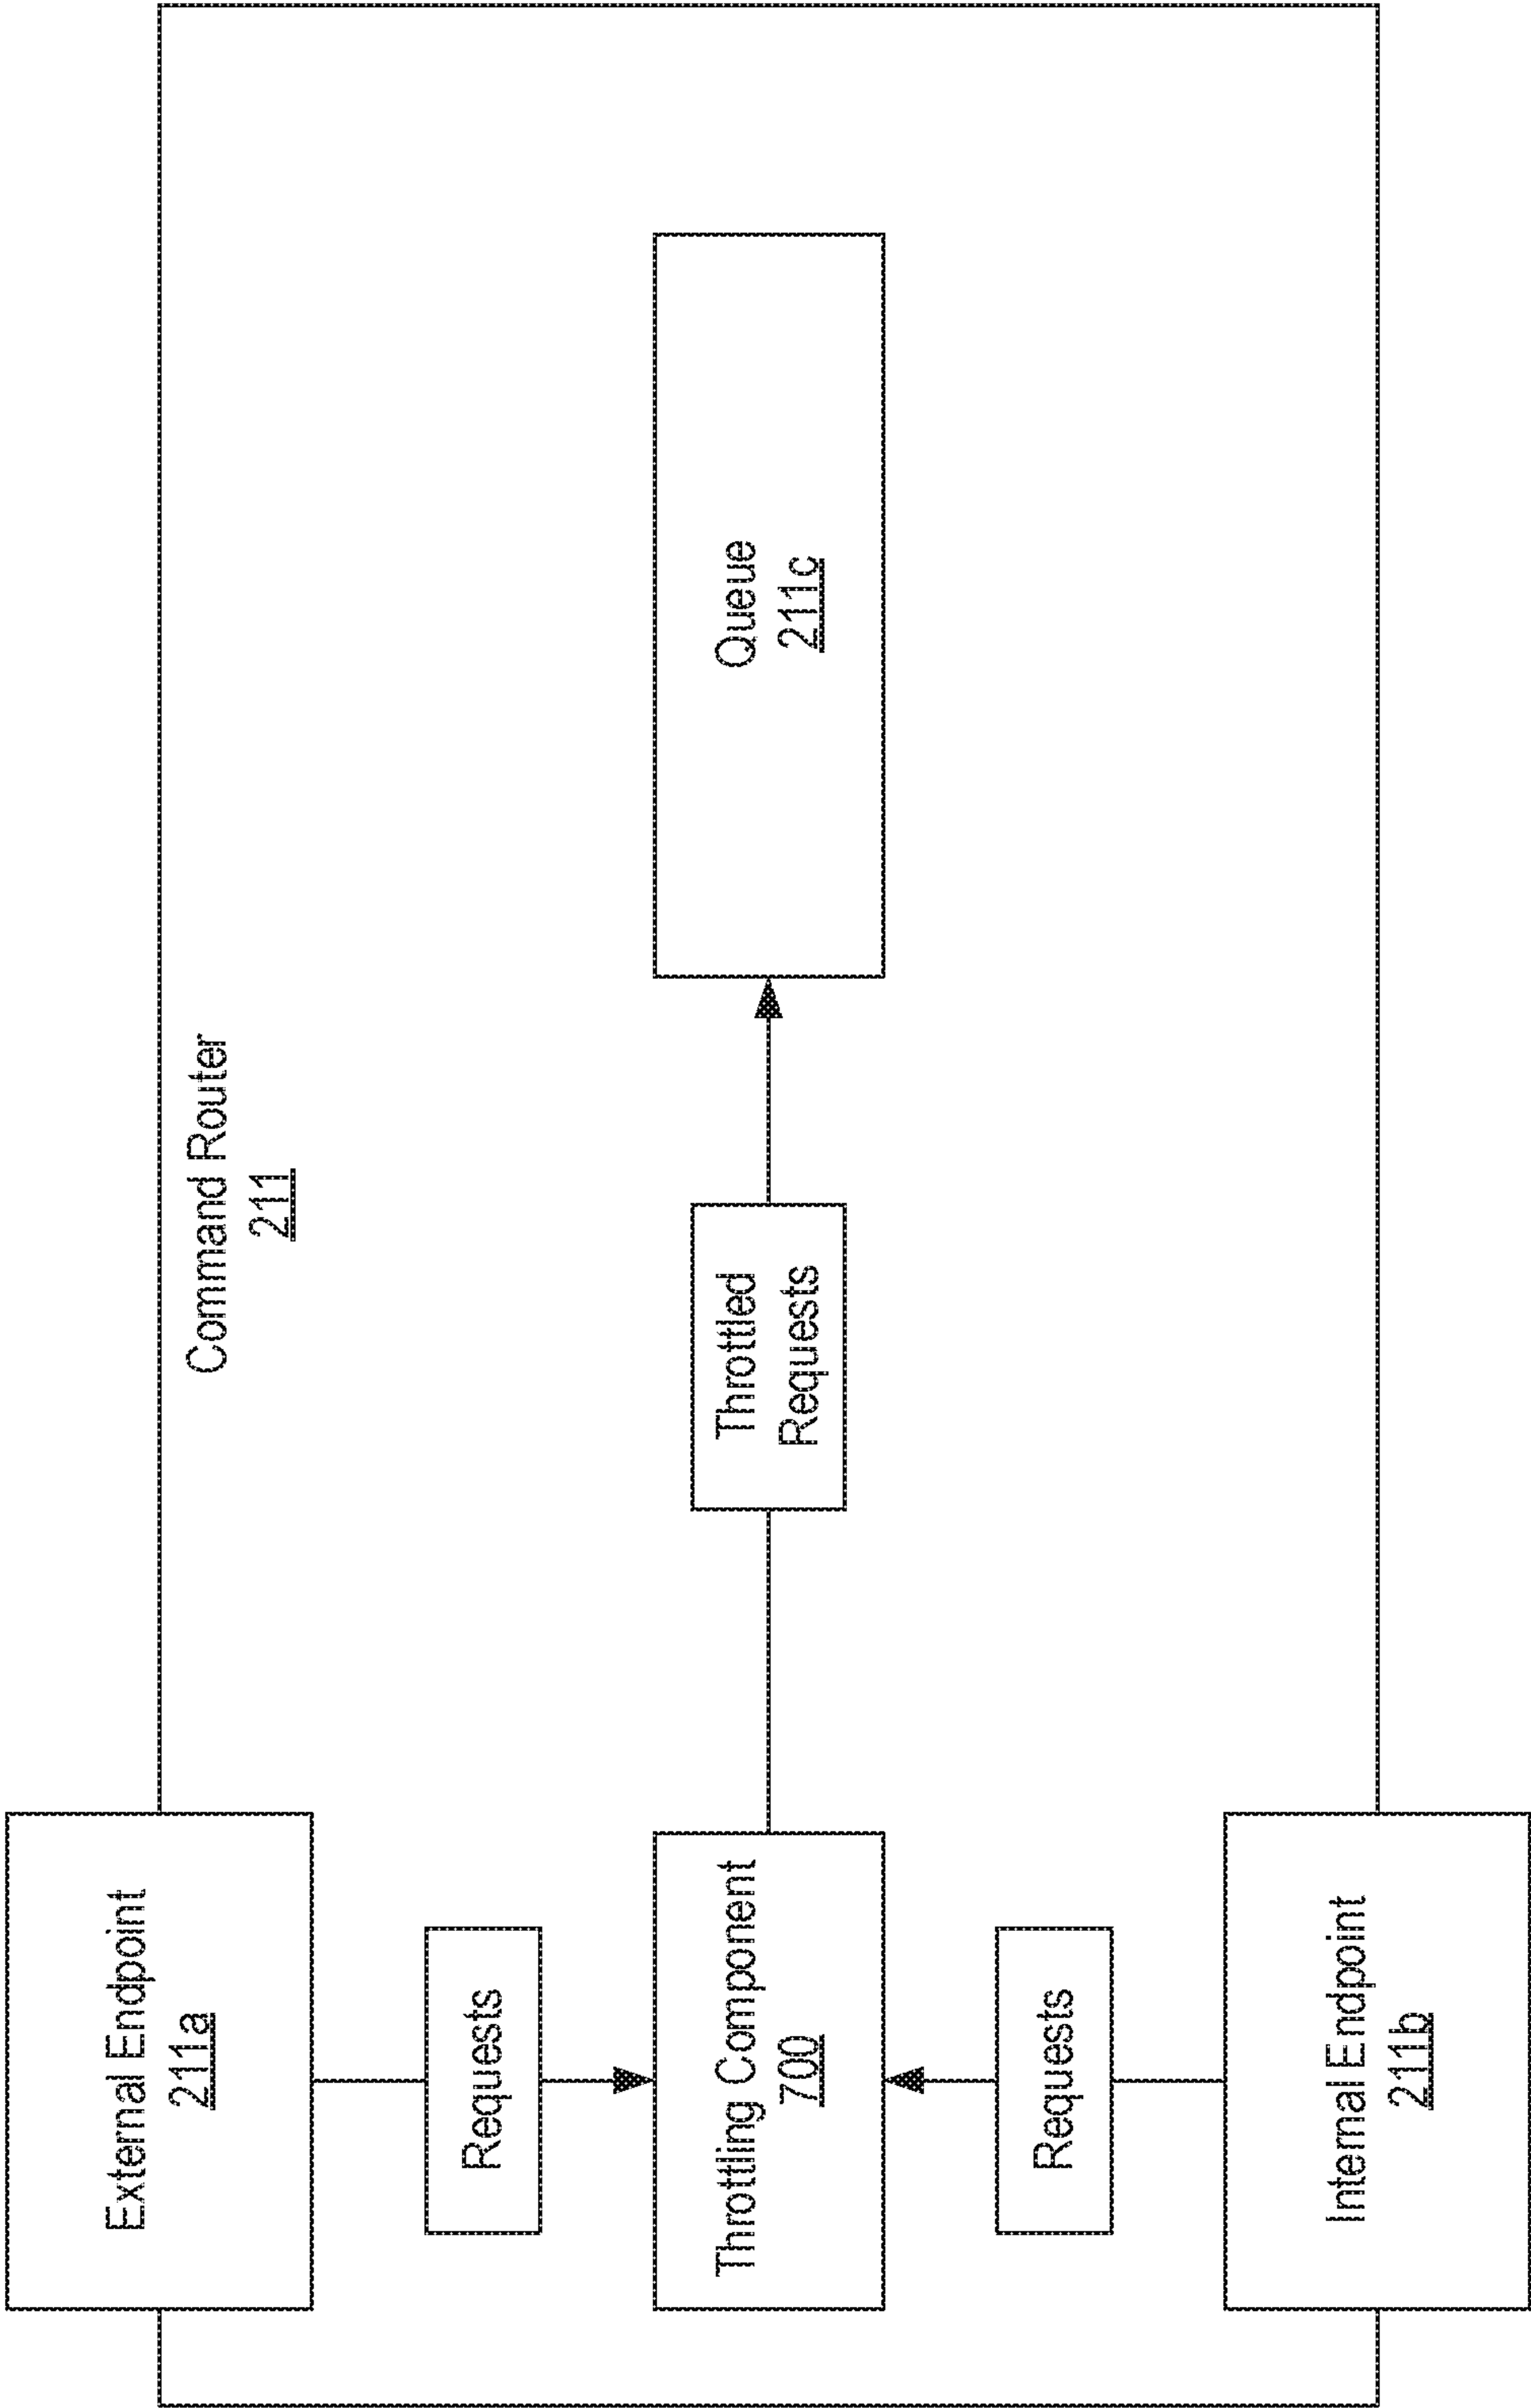 Command Router
211
External Endpoint
211a
Requests
Throttling Component
700
Throttled
Requests
Queue
211c
Requests
Internal Endpoint
211b